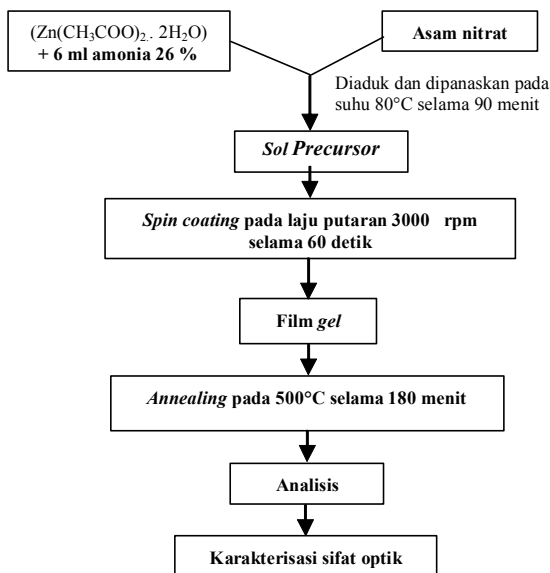 (Zn(CH₃COO)₂.. 2H₂O)
+ 6 ml amonia 26 %
Asam nitrat
Diaduk dan dipanaskan pada
suhu 80°C selama 90 menit
Sol Precursor
Spin coating pada laju putaran 3000 rpm
selama 60 detik
Film gel
Annealing pada 500°C selama 180 menit
Analisis
Karakterisasi sifat optik